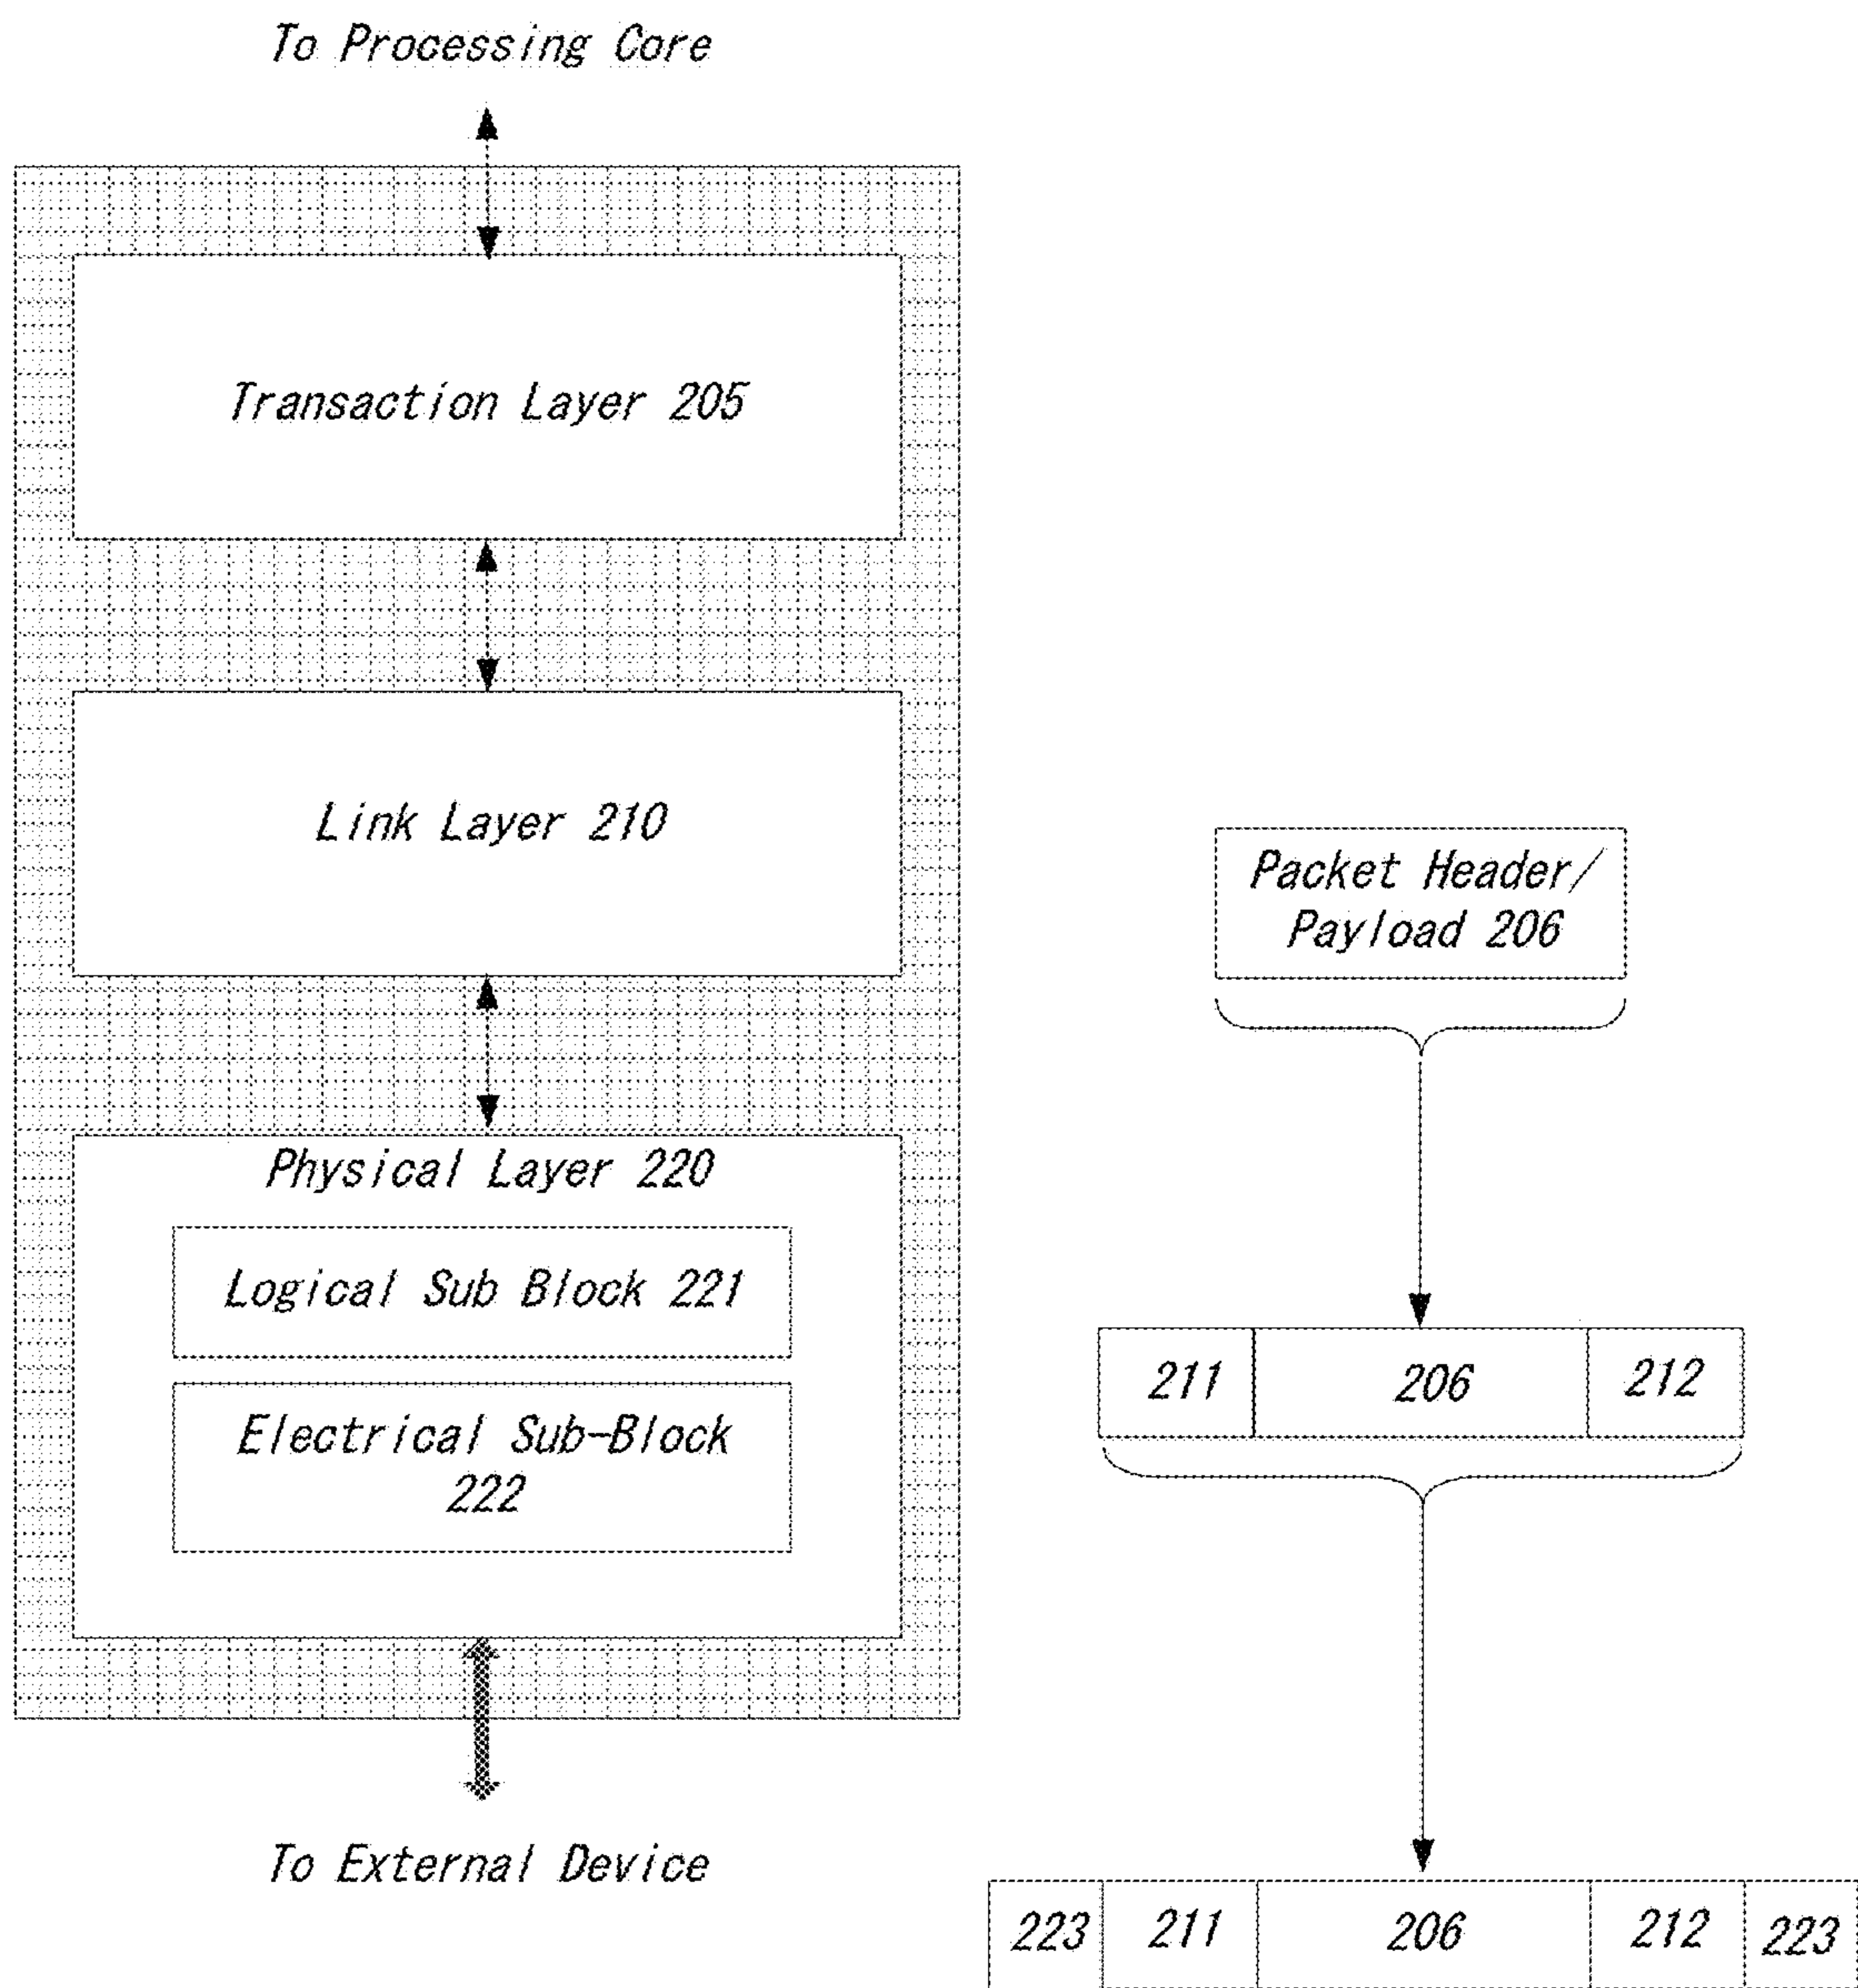 To Processing Core
Transaction Layer 205
Link Layer 210
Physical Layer 220
Logical Sub Block 221
Electrical Sub-Block
222
To External Device
Packet Header/
Payload 206
211 206 212
223 211 206 212 223